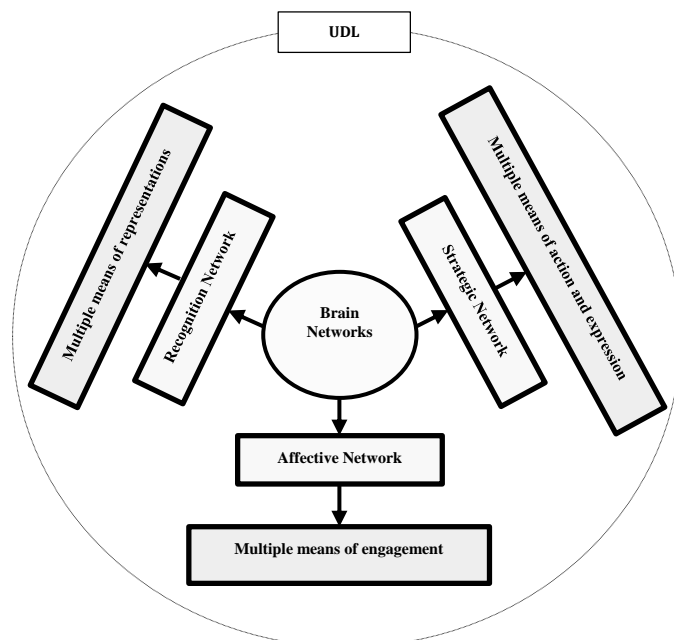 UDL
Multiple means of representations
Recognition Network
Brain
Networks
Strategic Network
Multiple means of action and expression
Affective Network
Multiple means of engagement